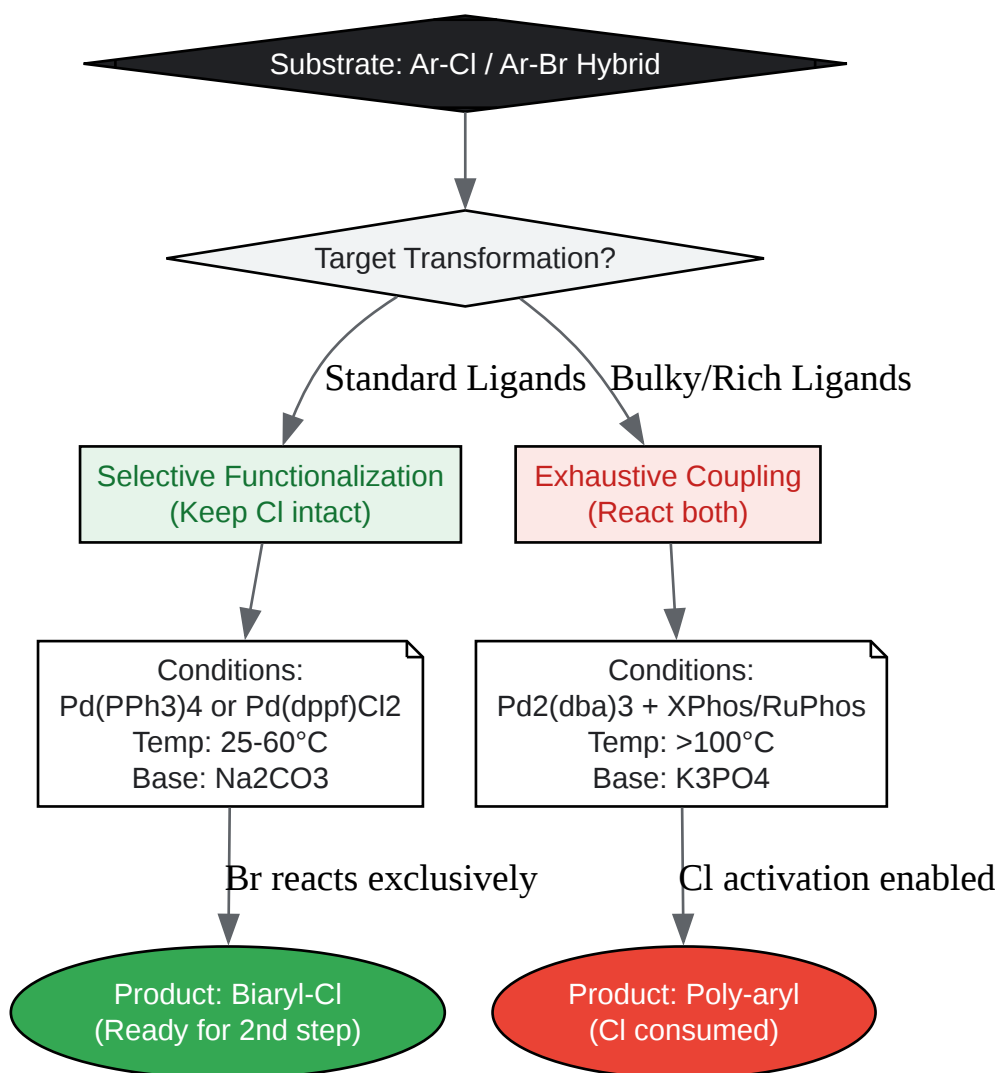 Substrate: Ar-Cl / Ar-Br Hybrid
Target Transformation?
Standard Ligands
Bulky/Rich Ligands
Selective Functionalization
(Keep Cl intact)
Exhaustive Coupling
(React both)
Conditions:
Pd(PPh3)4 or Pd(dppf)Cl2
Temp: 25-60°C
Base: Na2CO3
Conditions:
Pd2(dba)3 + XPhos/RuPhos
Temp: >100°C
Base: K3PO4
Br reacts exclusively
Cl activation enabled
Product: Biaryl-Cl
(Ready for 2nd step)
Product: Poly-aryl
(Cl consumed)